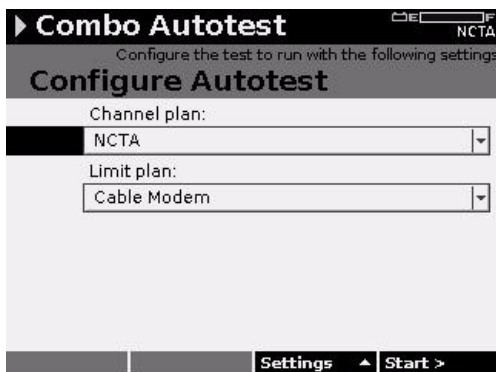 Combo Autotest
E F
NCTA
Configure the test to run with the following settings
Configure Autotest
Channel plan:
NCTA
Limit plan:
Cable Modem
Settings Start >